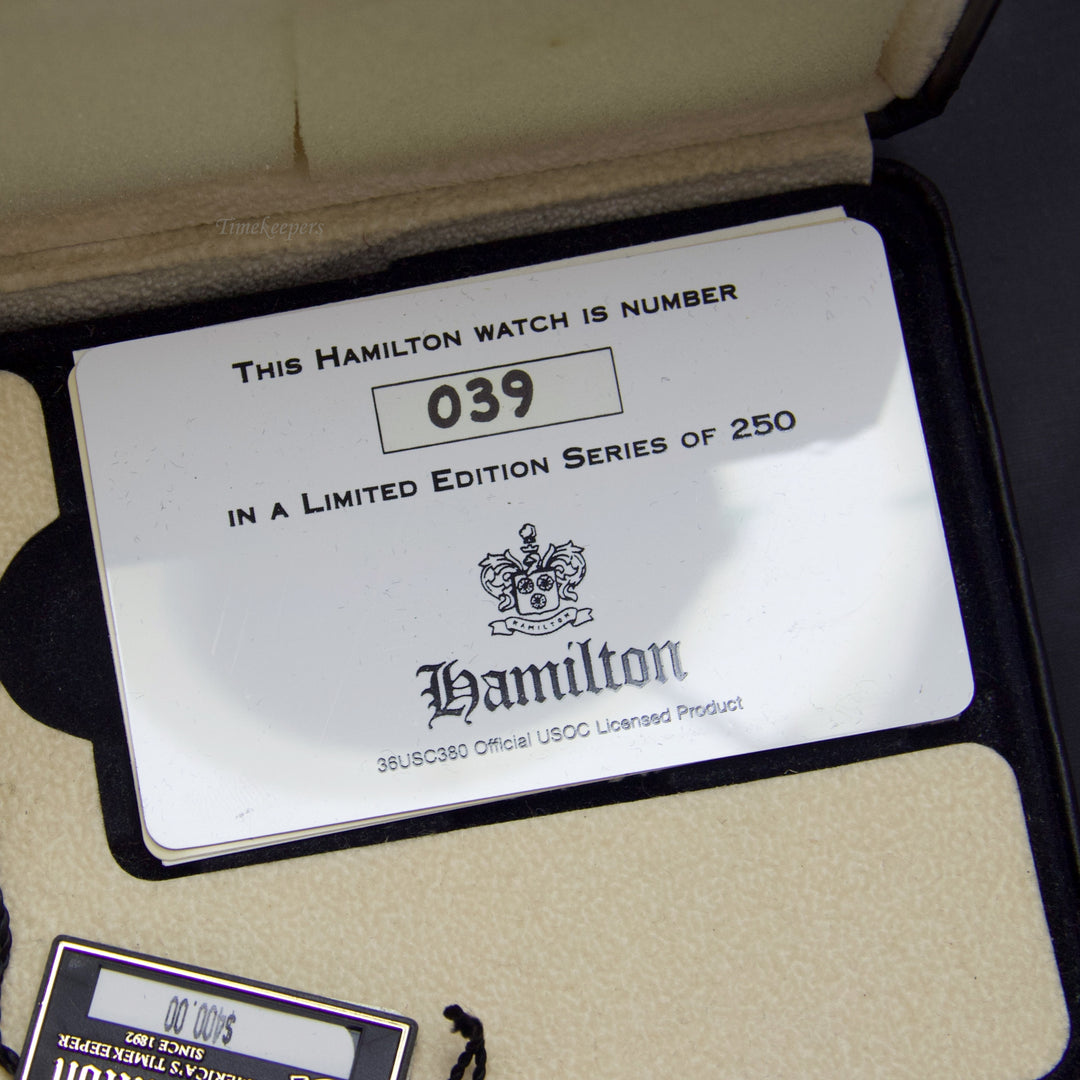 Timekeepers
THIS HAMILTON WATCH IS NUMBER
039
IN A LIMITED EDITION SERIES OF 250
HAMILTON
Hamilton
36USC380 Official USOC Licensed Product
$400.00
SINCE 1892
AMERICA'S TIMEKEEPER